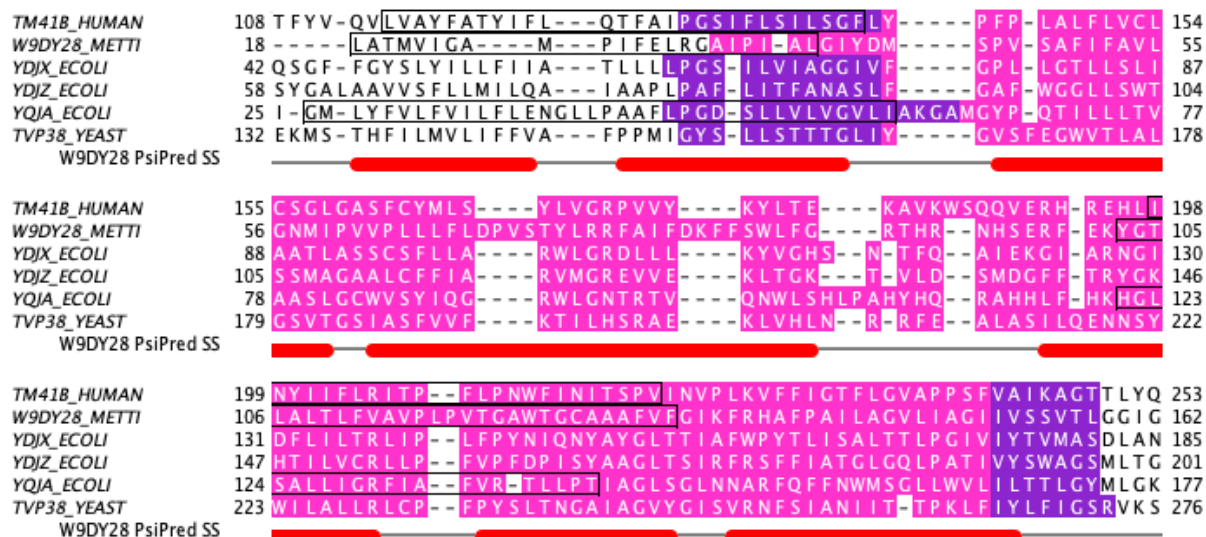 TM41B_HUMAN 108 TFYV-QVLVAYFATYIFL---QTFAIPGSIFLSILSGFLY-----PFP-LALFLVCL 154
W9DY28_METTI 18 -----LATMVIGA----M---PIFELRGAIPI-ALGIYDM-----SPV-SAFIFAVL 55
YDJX_ECOLI 42 QSGF-FGYSLYILLFIIA---TLLLLPGS-ILVIAGGIVF-----GPL-LGTLLSLI 87
YDJZ_ECOLI 58 SYGALAAVVSFLLMILQA---IAAPLPAF-LITFANASLF-----GAF-WGGLLSWT 104
YQJA_ECOLI 25 I-GM-LYFVLFVILFLENGLLPAAFLPGD-SLLVLVGVLIAKGAMGYP-QTILLLTV 77
TVP38_YEAST 132 EKMS-THFILMVLIFFVA--FPPMIGYS-LLSTTTGLIY-----GVSFEGWVTLAL 178
W9DY28 PsiPred SS
TM41B_HUMAN 155 CSGLGASFCYMLS----YLVGRPVVY----KYLTE----KAVKWSQQVERH-REHLL 198
W9DY28_METTI 56 GNMIPVVPLLLLFLDPVSTYLRRFAIFDKFFSWLFG----RTHR--NHSERF-EKYGT 105
YDJX_ECOLI 88 AATLASSCSFLLA----RWLGRDLLL----KYVGHS--N-TFQ--AIEKGI-ARNGI 130
YDJZ_ECOLI 105 SSMAGAALCFFIA----RVMGREVVE----KLTGK---T-VLD--SMDGFF-TRYGK 146
YQJA_ECOLI 78 AASLGCWVSYIQG----RWLGNTRTV----QNWLSHLPAHYHQ--RAHHLF-HKHGL 123
TVP38_YEAST 179 GSVTGSIASFVVF----KTILHSRAE----KLVHLN--R-RFE--ALASILQENNSY 222
W9DY28 PsiPred SS
TM41B_HUMAN 199 NYIIFLRITP--FLPNWFINITSPVINVPLKVFFIGTFLGVAPPSFVAIKAGTTLYQ 253
W9DY28_METTI 106 LALTLFVAVPLPVTGAWTGCAAAFVFGIKFRHAFPAILAGVLIAGIIVSSVTLGGIG 162
YDJX_ECOLI 131 DFLILTRLIP--LFPYNIQNYAYGLTTIAFWPYTLISALTTLPGIVIYTVMASDLAN 185
YDJZ_ECOLI 147 HTILVCRLLP--FVPFDPISYAAGLTSIRFRSFFIATGLGQLPATIVYSWAGSMLTG 201
YQJA_ECOLI 124 SALLIGRFIA--FVR-TLLPTIAGLSGLNNARFQFFNWMSGLLWVLILTTLGYMLGK 177
TVP38_YEAST 223 WILALLRLCP--FPYSLTNGAIAGVYGISVRNFSIANIIT-TPKLFIYLFIGSRVKS 276
W9DY28 PsiPred SS